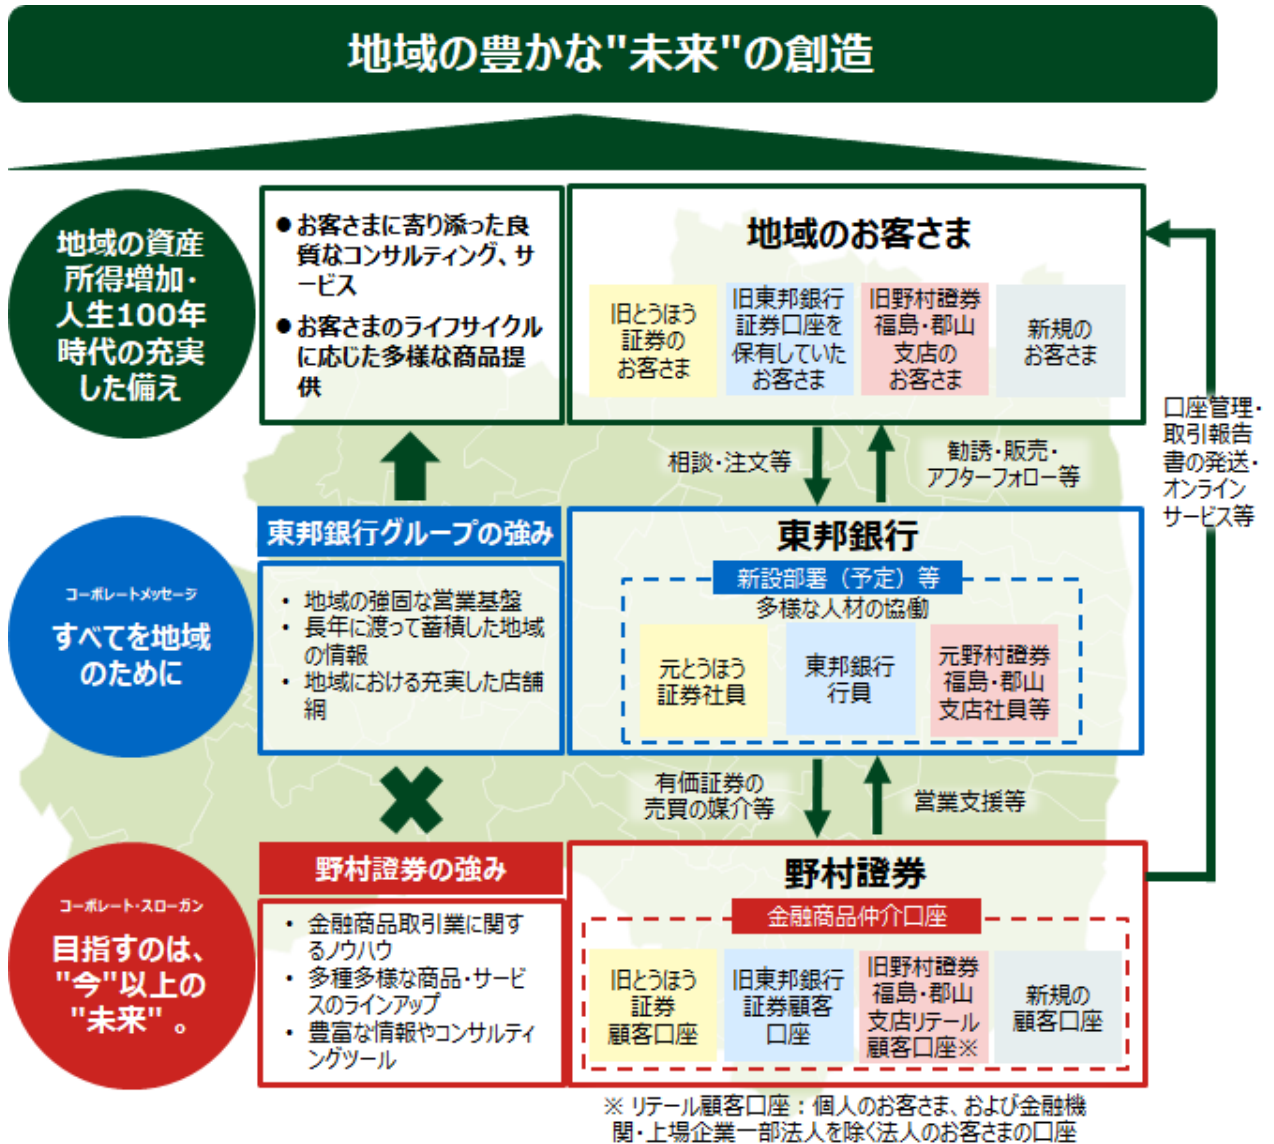 地域の豊かな"未来"の創造
地域の資産
所得増加・
人生100年
時代の充実
した備え
●お客さまに寄り添った良
質なコンサルティング、サ
ービス
●お客さまのライフサイクル
に応じた多様な商品提
供
地域のお客さま
旧とうほう
証券の
お客さま
旧東邦銀行
証券口座を
保有していた
お客さま
旧野村證券
福島・郡山
支店の
お客さま
新規の
お客さま
相談・注文等
勧誘・販売・
アフターフォロー等
口座管理・
取引報告
書の発送・
オンライン
サービス等
コーポレートメッセージ
すべてを地域
のために
東邦銀行グループの強み
・ 地域の強固な営業基盤
・ 長年に渡って蓄積した地域
の情報
・ 地域における充実した店舗
網
東邦銀行
新設部署（予定）等
多様な人材の協働
元とうほう
証券社員
東邦銀行
行員
元野村證券
福島・郡山
支店社員等
有価証券の
売買の媒介等
営業支援等
コーポレート・スローガン
目指すのは、
"今"以上の
"未来" 。
野村證券の強み
・ 金融商品取引業に関す
るノウハウ
・ 多種多様な商品・サービ
スのラインアップ
・ 豊富な情報やコンサルティ
ングツール
野村證券
金融商品仲介口座
旧とうほう
証券
顧客口座
旧東邦銀行
証券顧客
口座
旧野村證券
福島・郡山
支店リテール
顧客口座※
新規の
顧客口座
※ リテール顧客口座：個人のお客さま、および金融機
関・上場企業一部法人を除く法人のお客さまの口座